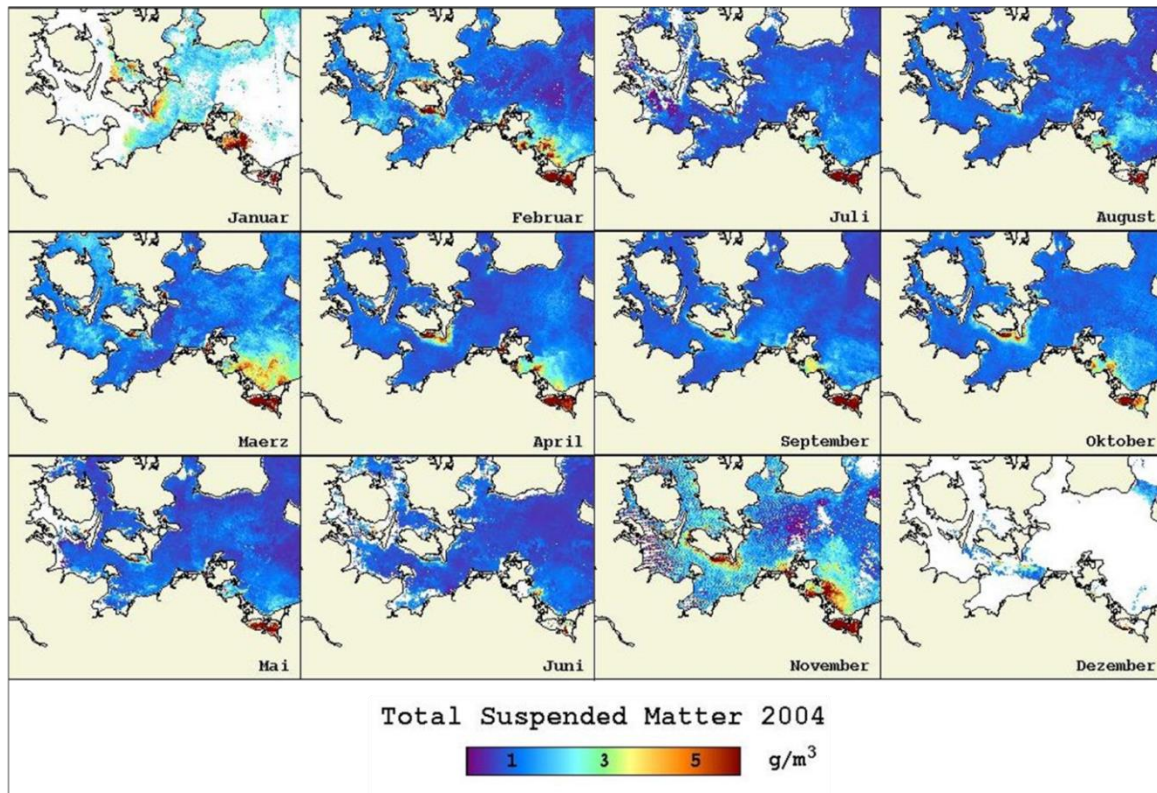 Januar
Februar
Juli
August
Maerz
April
September
Oktober
Mai
Juni
November
Dezember
Total Suspended Matter 2004
1 3 5 g/m³